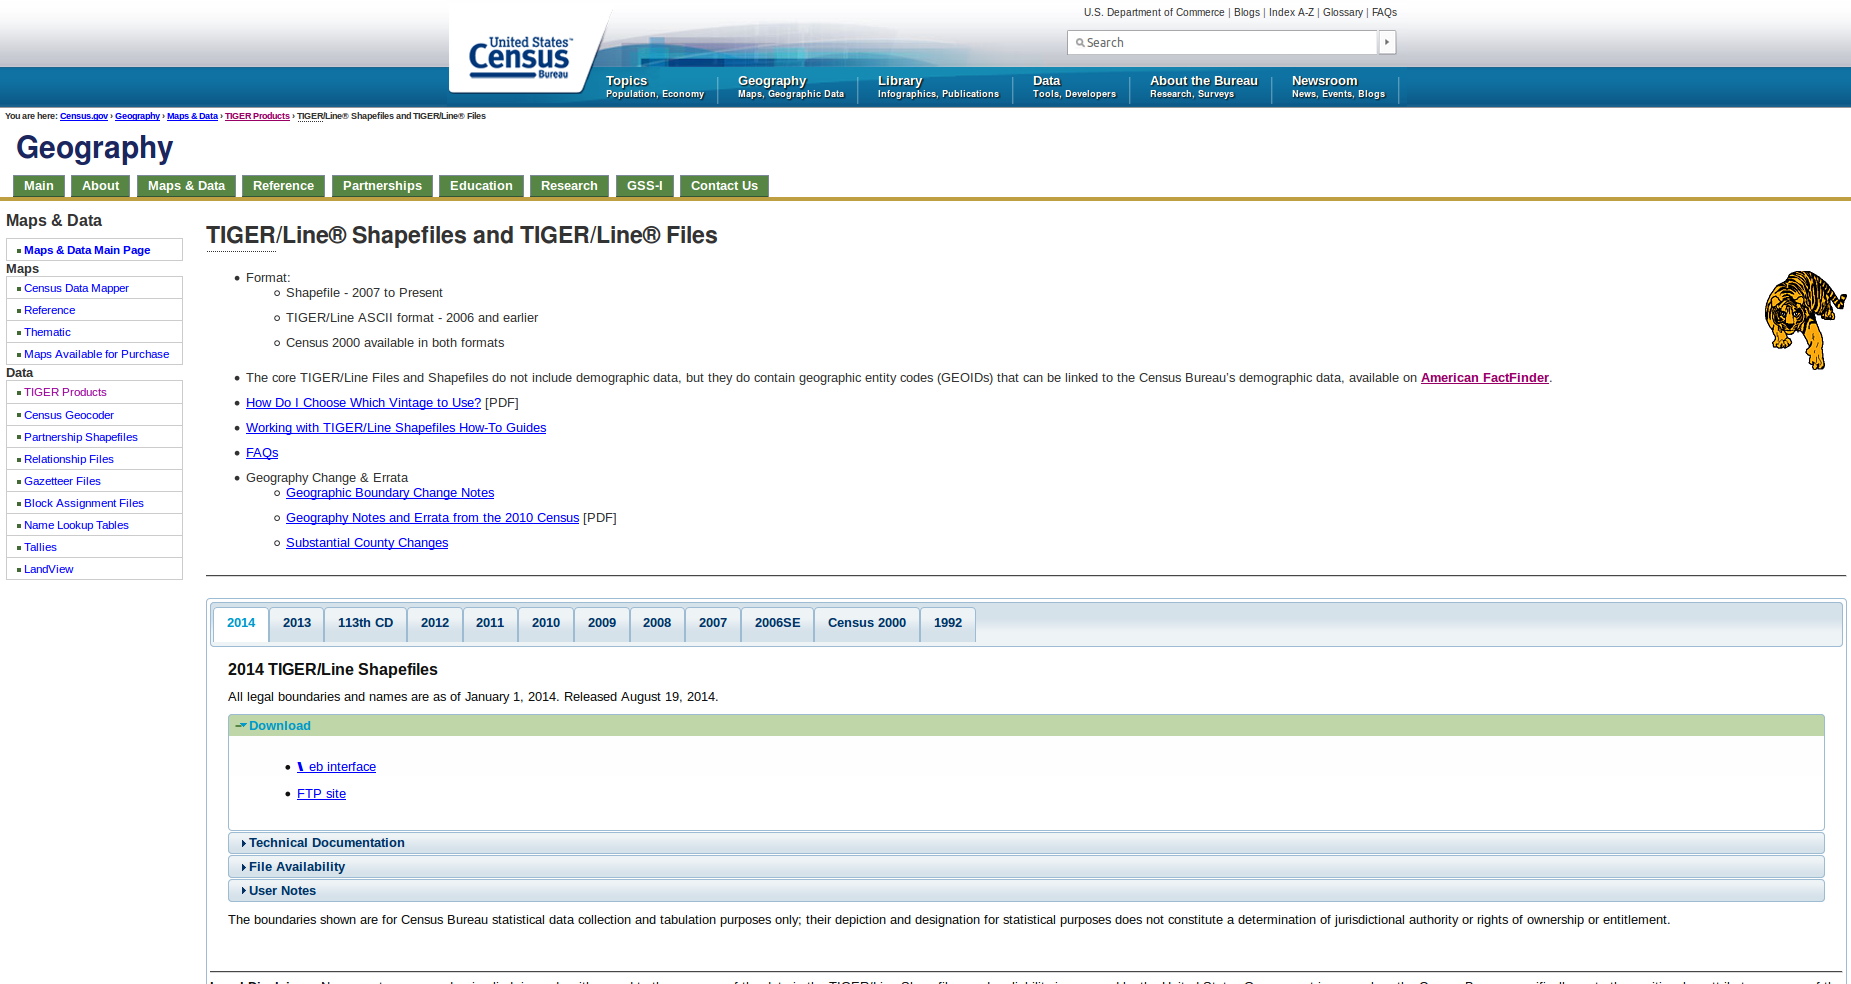 U.S. Department of Commerce | Blogs | Index A-Z | Glossary | FAQs
United States™
Census
Bureau
Search
Topics
Population, Economy
Geography
Maps, Geographic Data
Library
Infographics, Publications
Data
Tools, Developers
About the Bureau
Research, Surveys
Newsroom
News, Events, Blogs
You are here: Census.gov › Geography › Maps & Data › TIGER Products › TIGER/Line® Shapefiles and TIGER/Line® Files
Geography
Main About Maps & Data Reference Partnerships Education Research GSS-I Contact Us
Maps & Data
Maps & Data Main Page
Maps
Census Data Mapper
Reference
Thematic
Maps Available for Purchase
Data
TIGER Products
Census Geocoder
Partnership Shapefiles
Relationship Files
Gazetteer Files
Block Assignment Files
Name Lookup Tables
Tallies
LandView
TIGER/Line® Shapefiles and TIGER/Line® Files
Format:
Shapefile - 2007 to Present
TIGER/Line ASCII format - 2006 and earlier
Census 2000 available in both formats
The core TIGER/Line Files and Shapefiles do not include demographic data, but they do contain geographic entity codes (GEOIDs) that can be linked to the Census Bureau's demographic data, available on American FactFinder.
How Do I Choose Which Vintage to Use? [PDF]
Working with TIGER/Line Shapefiles How-To Guides
FAQs
Geography Change & Errata
Geographic Boundary Change Notes
Geography Notes and Errata from the 2010 Census [PDF]
Substantial County Changes
2014 2013 113th CD 2012 2011 2010 2009 2008 2007 2006SE Census 2000 1992
2014 TIGER/Line Shapefiles
All legal boundaries and names are as of January 1, 2014. Released August 19, 2014.
Download
eb interface
FTP site
Technical Documentation
File Availability
User Notes
The boundaries shown are for Census Bureau statistical data collection and tabulation purposes only; their depiction and designation for statistical purposes does not constitute a determination of jurisdictional authority or rights of ownership or entitlement.